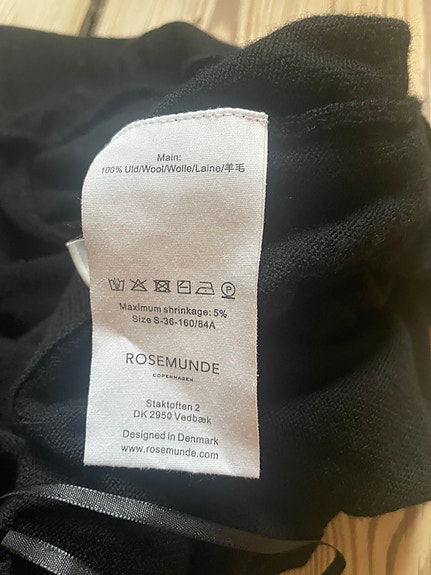 Main:
100% Uld/Wool/Wolle/Laine/羊毛
P
Maximum shrinkage: 5%
Size S-36-160/84A
ROSEMUNDE
COPENHAGEN
Staktoften 2
DK 2950 Vedbæk
Designed in Denmark
www.rosemunde.com